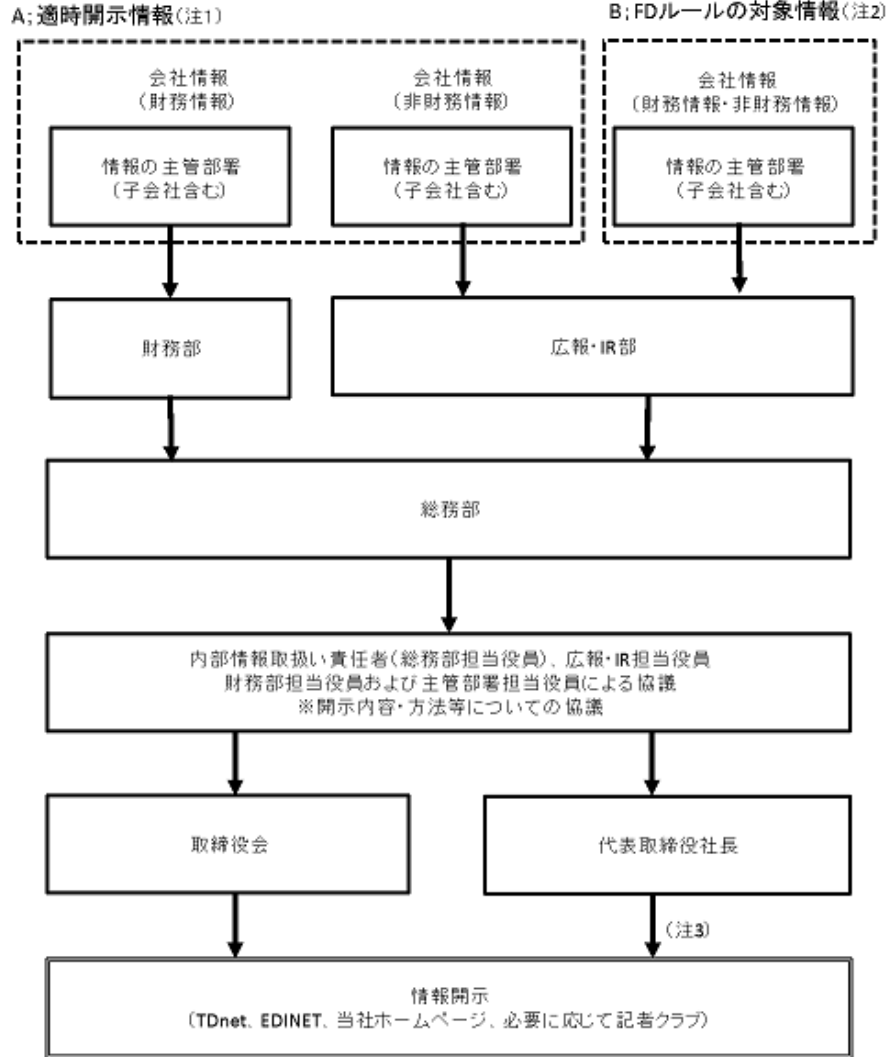 A;適時開示情報(注1)
B;FDルールの対象情報(注2)
会社情報
(財務情報)
会社情報
(非財務情報)
会社情報
(財務情報・非財務情報)
情報の主管部署
(子会社含む)
情報の主管部署
(子会社含む)
情報の主管部署
(子会社含む)
財務部
広報・IR部
総務部
内部情報取扱い責任者(総務部担当役員)、広報・IR担当役員
財務部担当役員および主管部署担当役員による協議
※開示内容・方法等についての協議
取締役会
代表取締役社長
(注3)
情報開示
(TDnet、EDINET、当社ホームページ、必要に応じて記者クラブ)